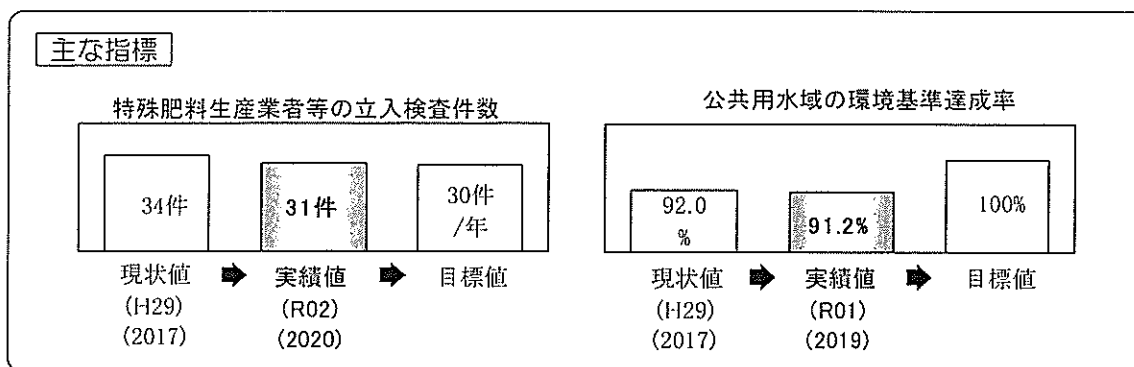 主な指標
特殊肥料生産業者等の立入検査件数
34件
31件
30件
/年
現状値
(H29)
(2017)
実績値
(R02)
(2020)
目標値
公共用水域の環境基準達成率
92.0
%
91.2%
100%
現状値
(H29)
(2017)
実績値
(R01)
(2019)
目標値